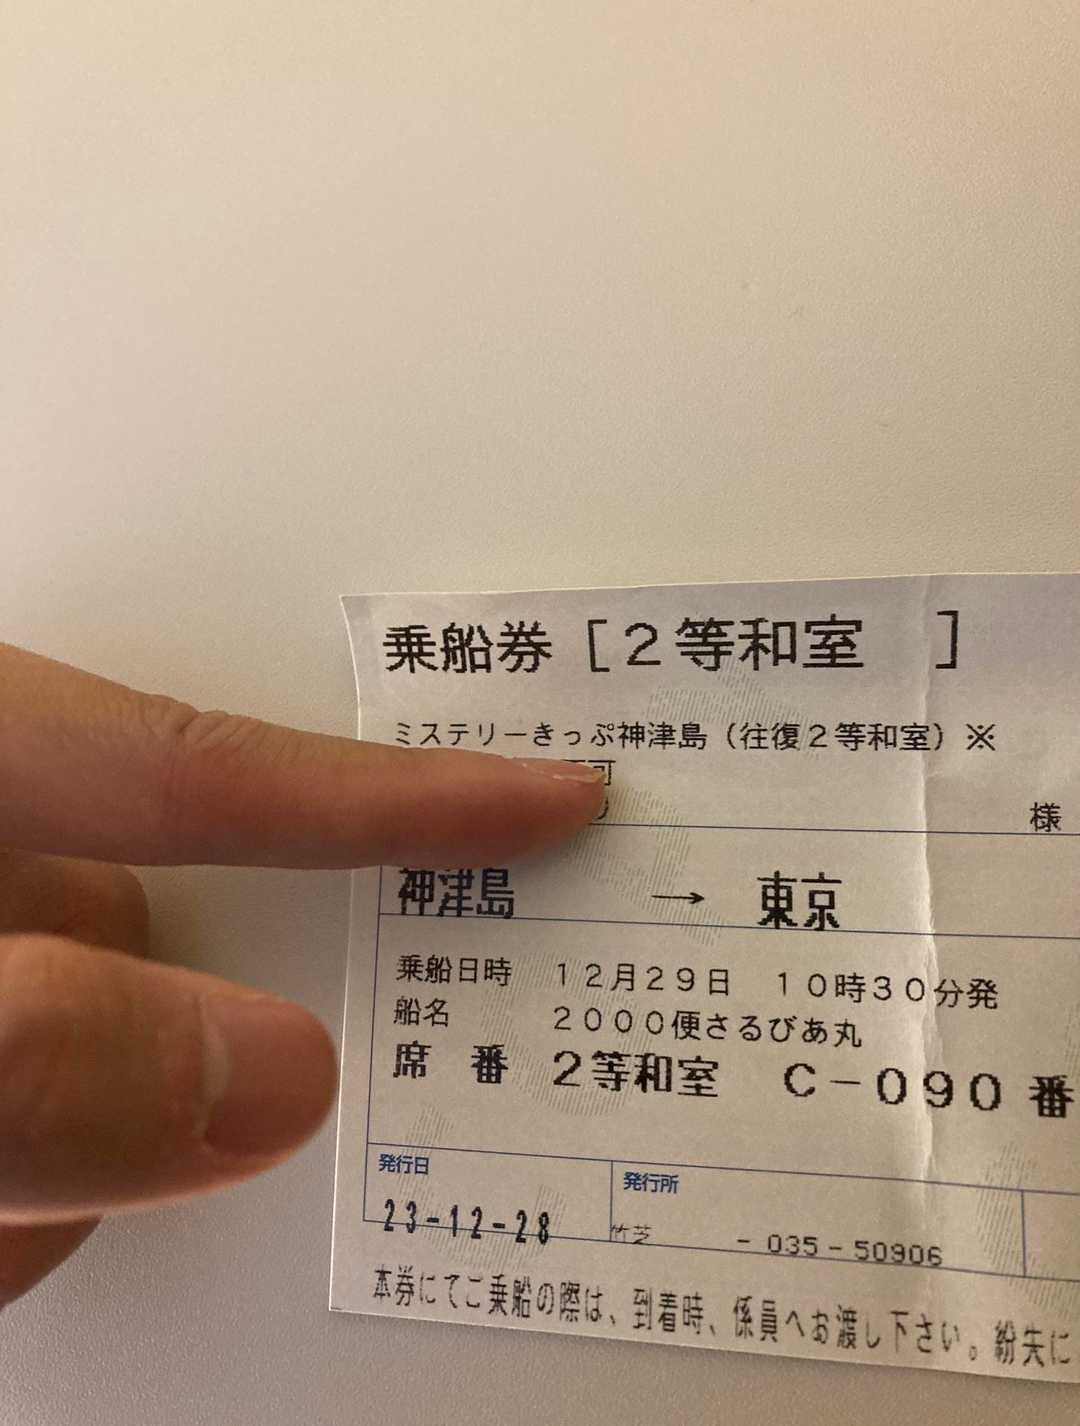 乗船券［２等和室　］
ミステリーきっぷ神津島（往復２等和室）※
可
様
神津島 → 東京
乗船日時 １２月２９日 １０時３０分発
船名 ２０００便さるびあ丸
席 番 ２等和室 Ｃ－０９０番
発行日 発行所
23-12-28 竹芝 -035-50906
本券にてご乗船の際は、到着時、係員へお渡し下さい。紛失に